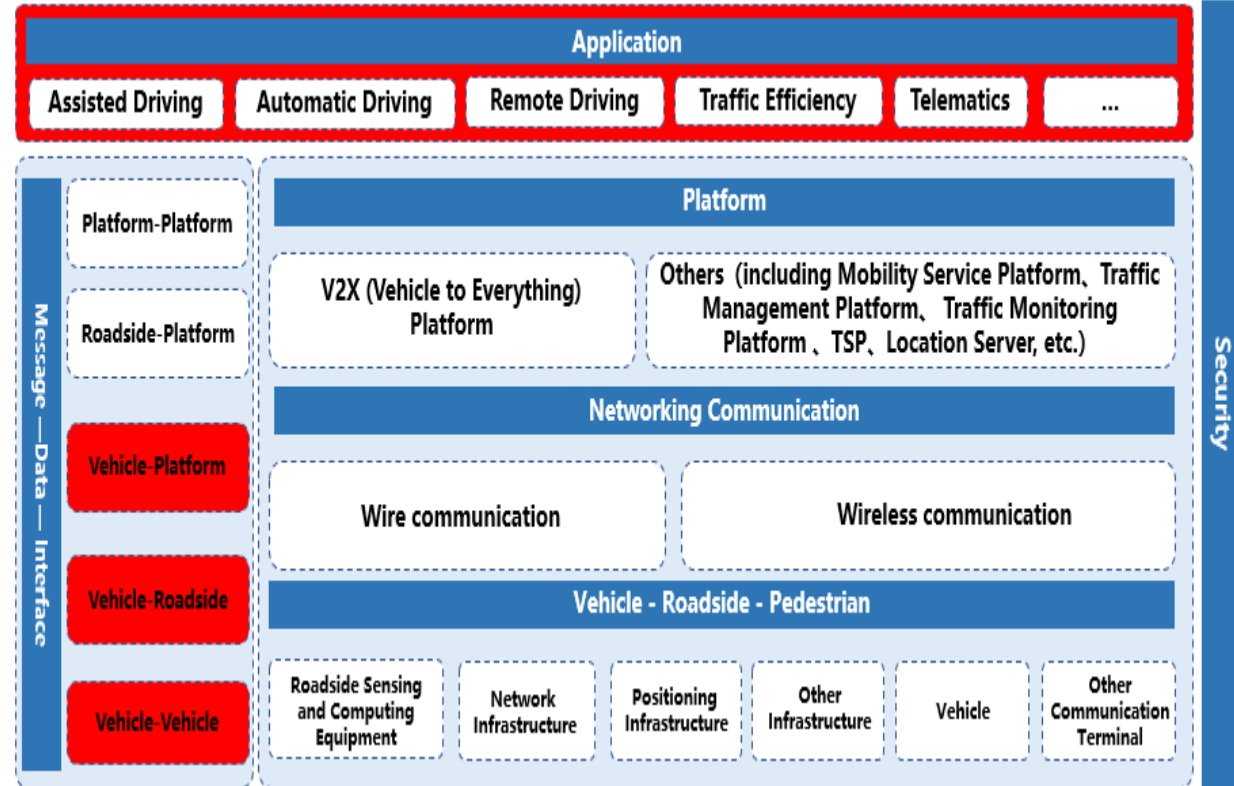 Application
Assisted Driving
Automatic Driving
Remote Driving
Traffic Efficiency
Telematics
...
Security
Message —Data — Interface
Platform-Platform
Roadside-Platform
Vehicle-Platform
Vehicle-Roadside
Vehicle-Vehicle
Platform
V2X (Vehicle to Everything)
Platform
Others (including Mobility Service Platform、Traffic
Management Platform、 Traffic Monitoring
Platform 、TSP、Location Server, etc.)
Networking Communication
Wire communication
Wireless communication
Vehicle - Roadside - Pedestrian
Roadside Sensing
and Computing
Equipment
Network
Infrastructure
Positioning
Infrastructure
Other
Infrastructure
Vehicle
Other
Communication
Terminal